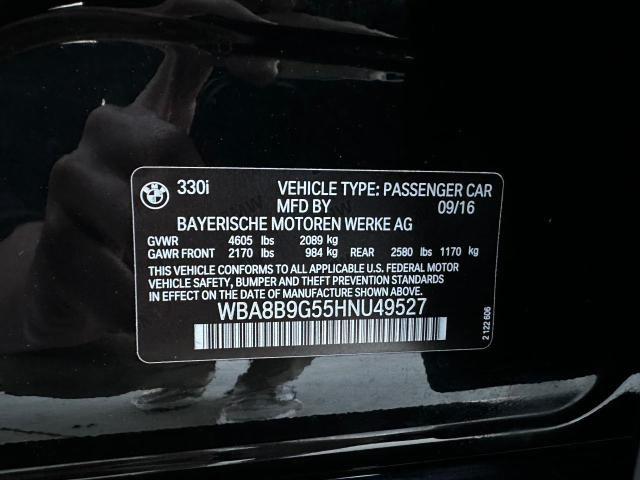 330i VEHICLE TYPE: PASSENGER CAR
MFD BY 09/16
BAYERISCHE MOTOREN WERKE AG
GVWR 4605 lbs 2089 kg
GAWR FRONT 2170 lbs 984 kg REAR 2580 lbs 1170 kg
THIS VEHICLE CONFORMS TO ALL APPLICABLE U.S. FEDERAL MOTOR
VEHICLE SAFETY, BUMPER AND THEFT PREVENTION STANDARDS IN
EFFECT ON THE DATE OF MANUFACTURE SHOWN ABOVE.
WBA8B9G55HNU49527
2 122 606